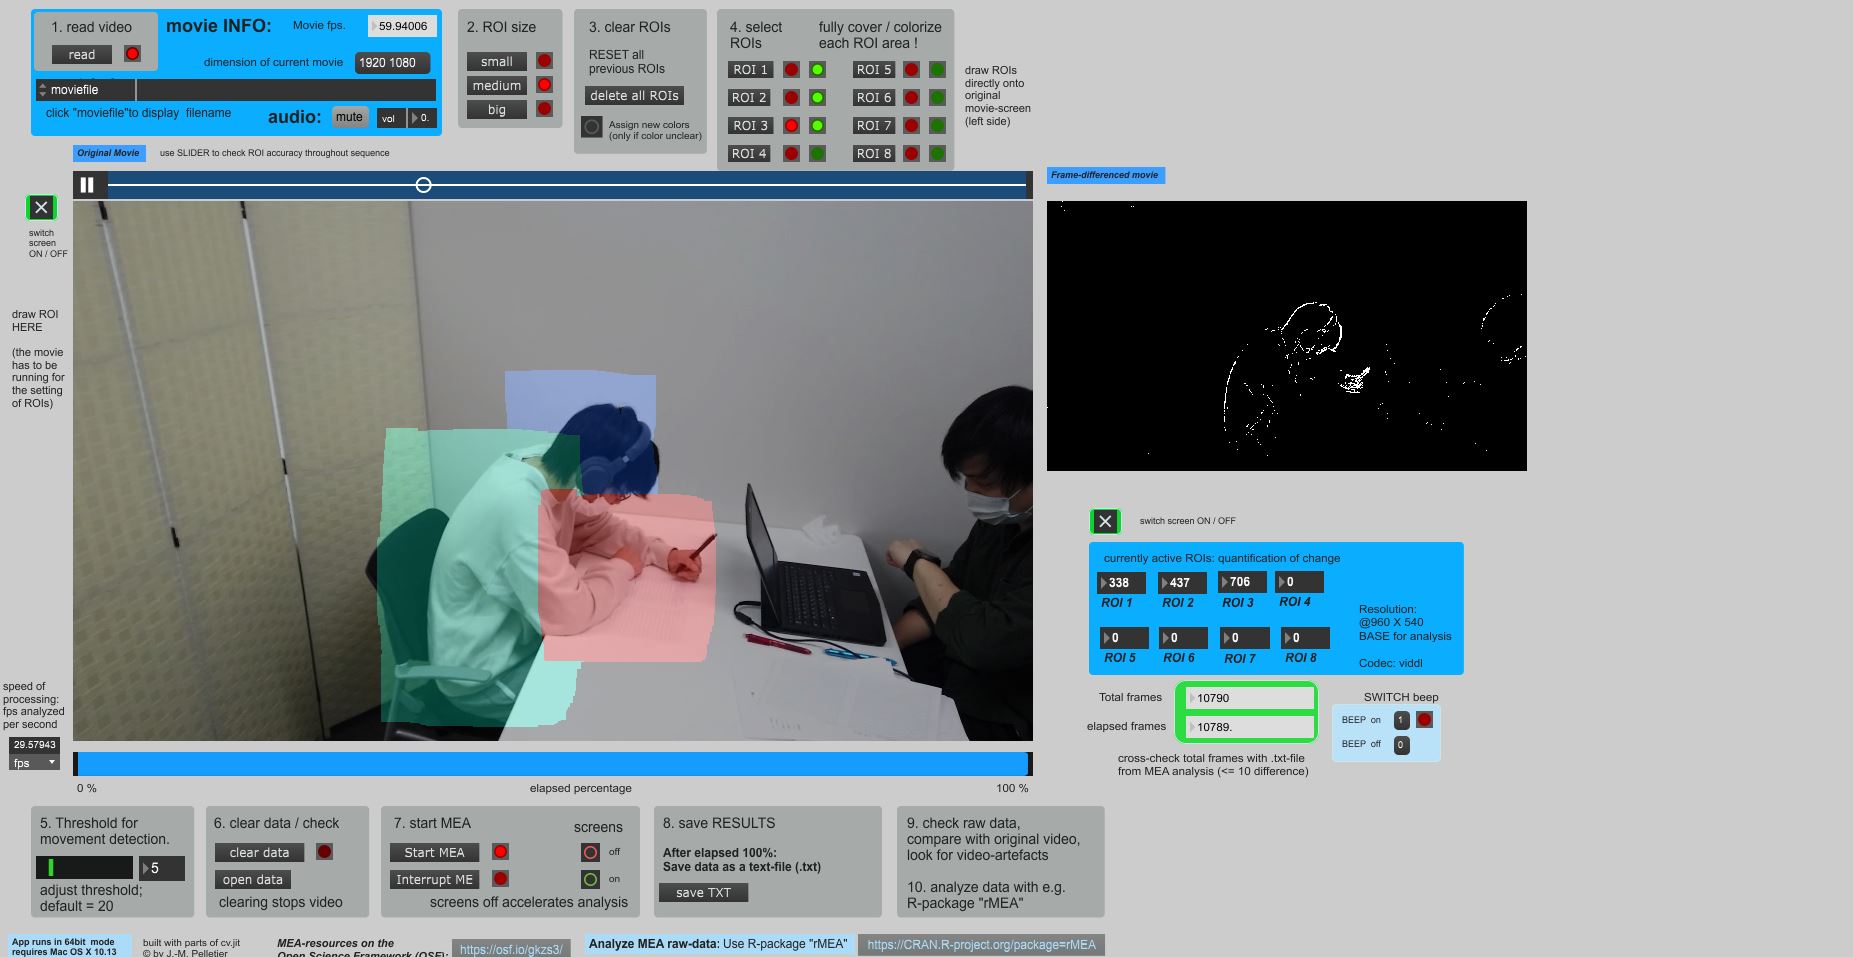 1. read video
read
movie INFO:
Movie fps.
59.94006
dimension of current movie
1920 1080
moviefile
click "moviefile"to display filename
audio:
mute
vol
0.
2. ROI size
small
medium
big
3. clear ROIs
RESET all
previous ROIs
delete all ROIs
Assign new colors
(only if color unclear)
4. select
ROIs
fully cover / colorize
each ROI area !
ROI 1
ROI 5
ROI 2
ROI 6
ROI 3
ROI 7
ROI 4
ROI 8
draw ROIs
directly onto
original
movie-screen
(left side)
Original Movie
use SLIDER to check ROI accuracy throughout sequence
Frame-differenced movie
switch
screen
ON / OFF
draw ROI
HERE
(the movie
has to be
running for
the setting
of ROIs)
speed of
processing:
fps analyzed
per second
29.57943
fps
0 %
elapsed percentage
100 %
switch screen ON / OFF
currently active ROIs: quantification of change
338
437
706
0
ROI 1
ROI 2
ROI 3
ROI 4
0
0
0
0
ROI 5
ROI 6
ROI 7
ROI 8
Resolution:
@960 X 540
BASE for analysis
Codec: viddl
Total frames
10790
elapsed frames
10789.
cross-check total frames with .txt-file
from MEA analysis (<= 10 difference)
SWITCH beep
BEEP on
1
BEEP off
0
5. Threshold for
movement detection.
5
adjust threshold;
default = 20
6. clear data / check
clear data
open data
clearing stops video
7. start MEA
screens
Start MEA
off
Interrupt ME
on
screens off accelerates analysis
8. save RESULTS
After elapsed 100%:
Save data as a text-file (.txt)
save TXT
9. check raw data,
compare with original video,
look for video-artefacts
10. analyze data with e.g.
R-package "rMEA"
App runs in 64bit mode
requires Mac OS X 10.13
built with parts of cv.jit
© by J.-M. Pelletier
MEA-resources on the
Open Science Framework (OSF):
https://osf.io/gkzs3/
Analyze MEA raw-data: Use R-package "rMEA"
https://CRAN.R-project.org/package=rMEA